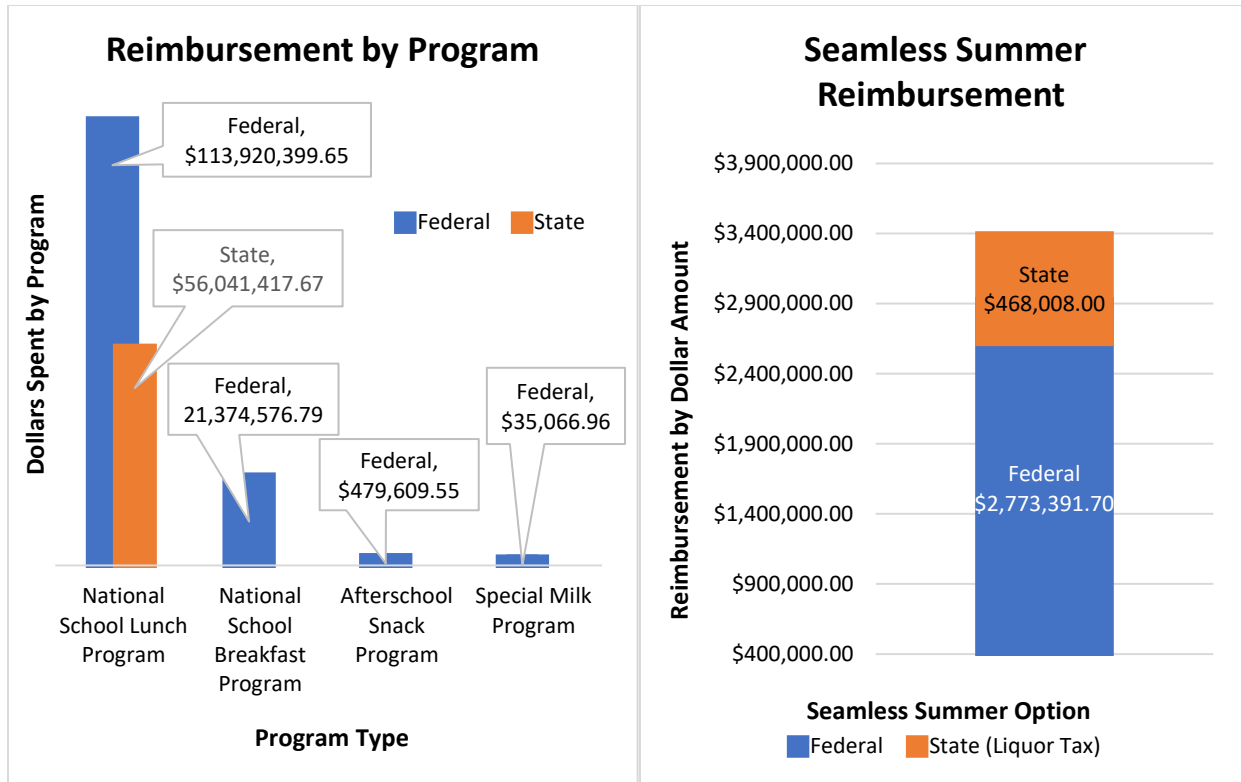 Reimbursement by Program
Federal,
$113,920,399.65
Federal
State
State,
$56,041,417.67
Federal,
21,374,576.79
Federal,
$479,609.55
Federal,
$35,066.96
Dollars Spent by Program
National
School Lunch
Program
National
School
Breakfast
Program
Afterschool
Snack
Program
Special Milk
Program
Program Type
Seamless Summer
Reimbursement
Reimbursement by Dollar Amount
$3,900,000.00
$3,400,000.00
$2,900,000.00
$2,400,000.00
$1,900,000.00
$1,400,000.00
$900,000.00
$400,000.00
State
$468,008.00
Federal
$2,773,391.70
Seamless Summer Option
Federal
State (Liquor Tax)